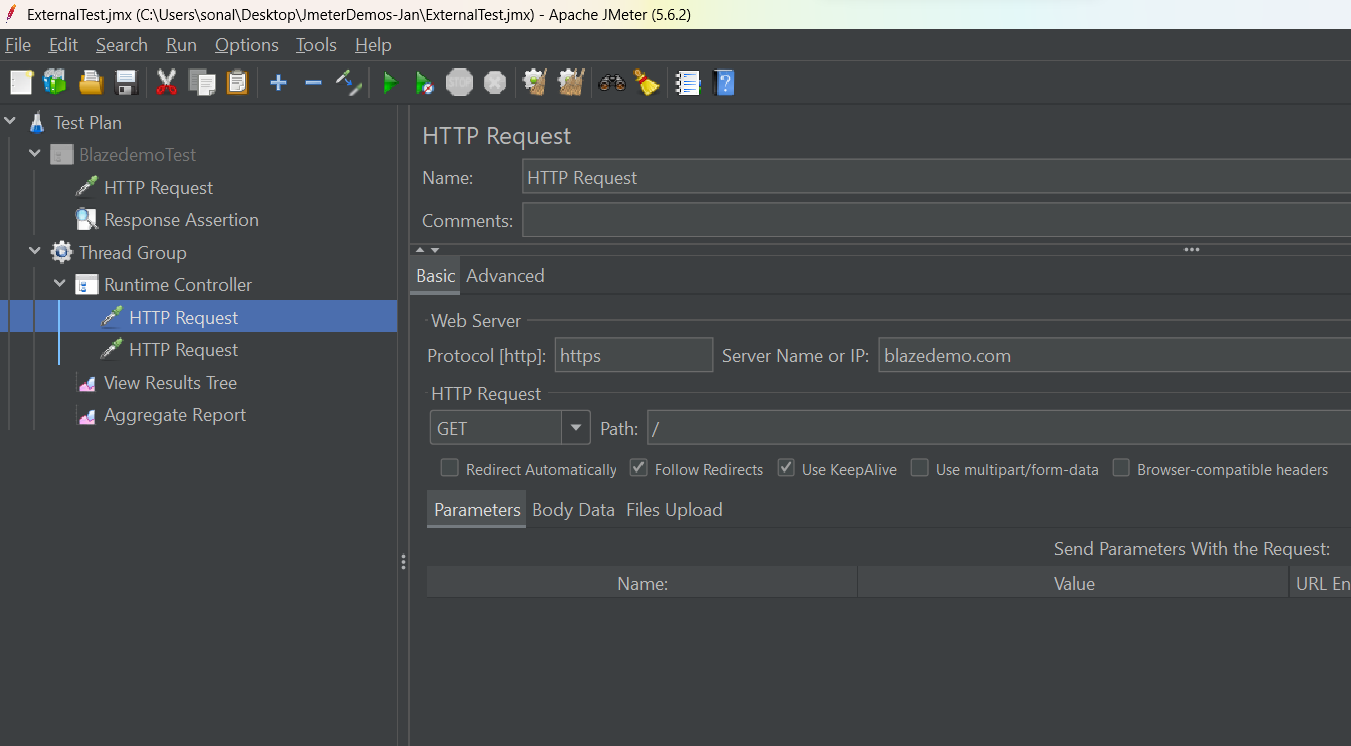 ExternalTest.jmx (C:\Users\sonal\Desktop\JmeterDemos-Jan\ExternalTest.jmx) - Apache JMeter (5.6.2)
File Edit Search Run Options Tools Help
STOP
Test Plan
BlazedemoTest
HTTP Request
Response Assertion
Thread Group
Runtime Controller
HTTP Request
HTTP Request
View Results Tree
Aggregate Report
HTTP Request
Name: HTTP Request
Comments:
Basic Advanced
Web Server
Protocol [http]: https Server Name or IP: blazedemo.com
HTTP Request
GET Path: /
Redirect Automatically Follow Redirects Use KeepAlive Use multipart/form-data Browser-compatible headers
Parameters Body Data Files Upload
Send Parameters With the Request:
Name: Value URL En